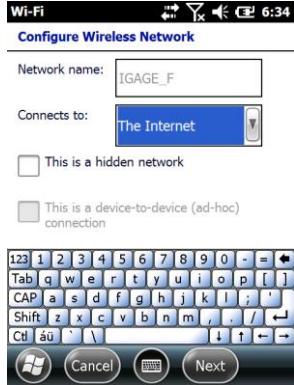 Wi-Fi 6:34
Configure Wireless Network
Network name: IGAGE_F
Connects to: The Internet
This is a hidden network
This is a device-to-device (ad-hoc)
connection
123 1 2 3 4 5 6 7 8 9 0 - =
Tab q w e r t y u i o p [ ]
CAP a s d f g h j k l ; '
Shift z x c v b n m , . /
Ctl áü ` \
Cancel Next